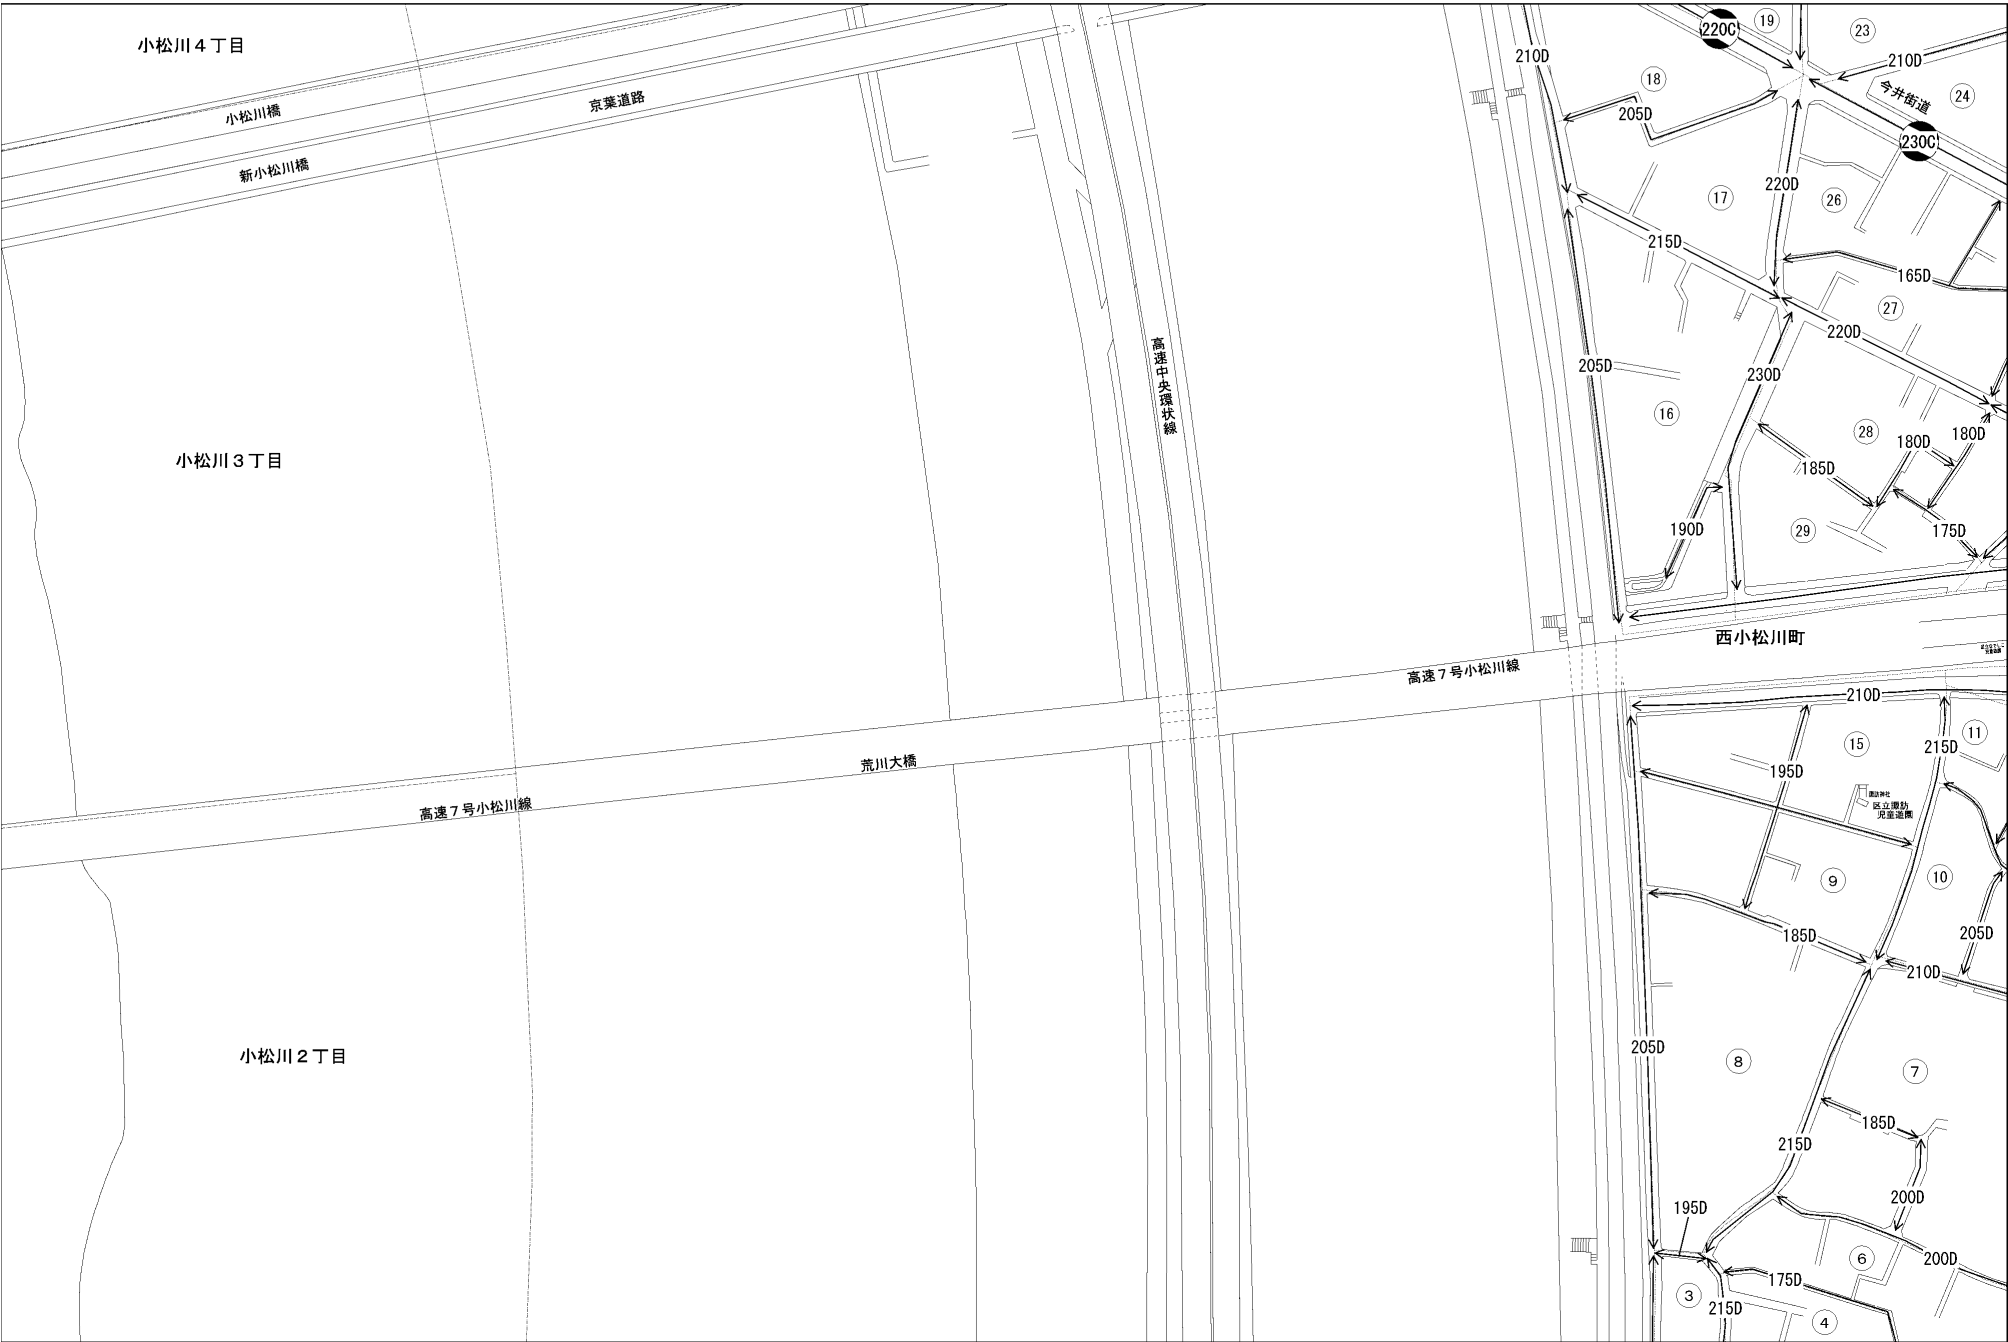 小松川４丁目
小松川橋
京葉道路
新小松川橋
210D
18
220C
19
23
210D
24
今井街道
205D
230C
17
220D
26
215D
165D
27
220D
高速中央環状線
205D
230D
16
28
180D
180D
185D
小松川３丁目
190D
29
175D
西小松川町
高速７号小松川線
210D
15
215D
11
195D
諏訪神社
区立諏訪
児童遊園
荒川大橋
高速７号小松川線
9
10
185D
205D
210D
小松川２丁目
205D
8
7
185D
215D
200D
195D
6
200D
175D
3
215D
4